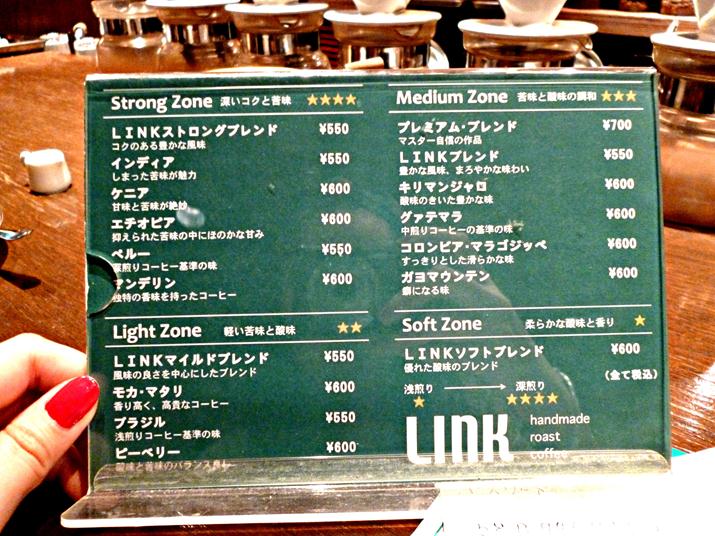 Strong Zone 深いコクと苦味 ★★★★
LINKストロングブレンド ¥550
コクのある豊かな風味
インディア ¥550
しまった苦味が魅力
ケニア ¥600
甘味と苦味が絶妙
エチオピア ¥600
抑えられた苦味の中にほのかな甘み
ペルー ¥550
深煎りコーヒー基準の味
マンデリン ¥600
独特の香味を持ったコーヒー
Light Zone 軽い苦味と酸味 ★★
LINKマイルドブレンド ¥550
風味の良さを中心にしたブレンド
モカ・マタリ ¥600
香り高く、高貴なコーヒー
ブラジル ¥550
浅煎りコーヒー基準の味
ピーベリー ¥600
酸味と苦味のバランス良し
Medium Zone 苦味と酸味の調和 ★★★
プレミアム・ブレンド ¥700
マスター自信の作品
LINKブレンド ¥550
豊かな風味、まろやかな味わい
キリマンジャロ ¥600
酸味のきいた豊かな味
グァテマラ ¥600
中煎りコーヒーの基準の味
コロンビア・マラゴジッペ ¥600
すっきりとした滑らかな味
ガヨマウンテン ¥600
癖になる味
Soft Zone 柔らかな酸味と香り ★
LINKソフトブレンド ¥600
優れた酸味のブレンド
(全て税込)
浅煎り → 深煎り
★ ★★★★
LINK
handmade
roast
coffee